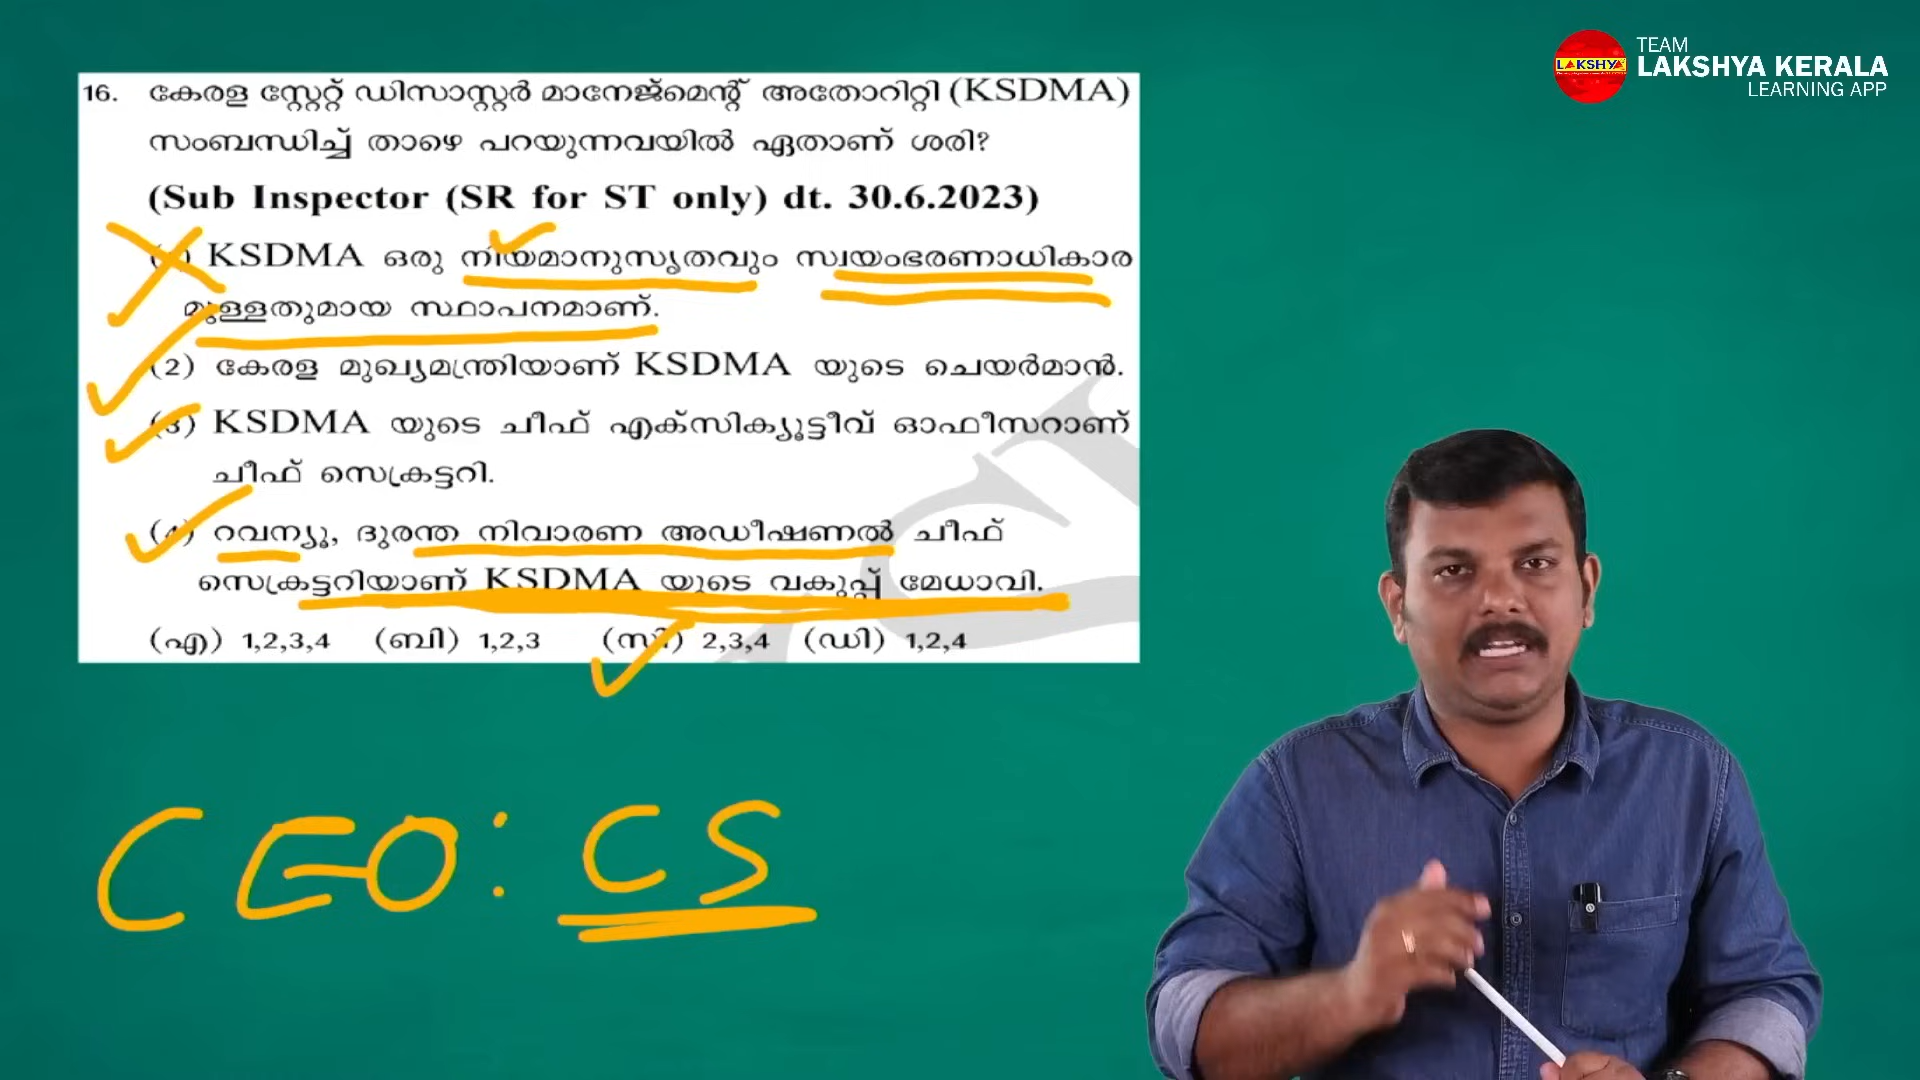 TEAM
LAKSHYA
LAKSHYA KERALA
LEARNING APP
16. കേരള സ്റ്റേറ്റ് ഡിസാസ്റ്റർ മാനേജ്മെന്റ് അതോറിറ്റി (KSDMA)
സംബന്ധിച്ച് താഴെ പറയുന്നവയിൽ ഏതാണ് ശരി?
(Sub Inspector (SR for ST only) dt. 30.6.2023)
KSDMA ഒരു നിയമാനുസൃതവും സ്വയംഭരണാധികാര
മുള്ളതുമായ സ്ഥാപനമാണ്.
(2) കേരള മുഖ്യമന്ത്രിയാണ് KSDMA യുടെ ചെയർമാൻ.
(3) KSDMA യുടെ ചീഫ് എക്സിക്യൂട്ടീവ് ഓഫീസറാണ്
ചീഫ് സെക്രട്ടറി.
(4) റവന്യൂ, ദുരന്ത നിവാരണ അഡീഷണൽ ചീഫ്
സെക്രട്ടറിയാണ് KSDMA യുടെ വകുപ്പ് മേധാവി.
(എ) 1,2,3,4 (ബി) 1,2,3 (സി) 2,3,4 (ഡി) 1,2,4
CEO : CS